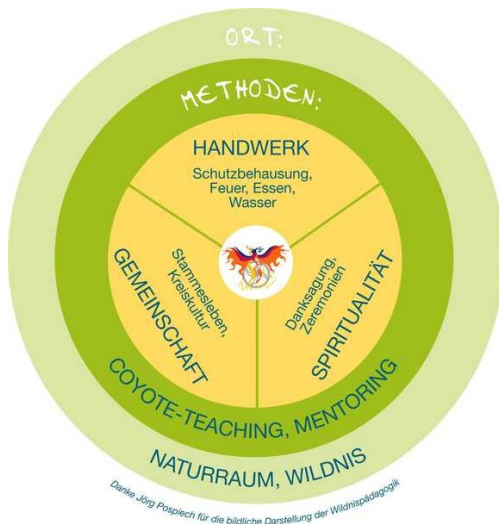 ORT:
METHODEN:
HANDWERK
Schutzbehausung,
Feuer, Essen,
Wasser
GEMEINSCHAFT
Stammesleben,
Kreiskultur
SPIRITUALITÄT
Danksagung,
Zeremonien
COYOTE-TEACHING, MENTORING
NATURRAUM, WILDNIS
Danke Jörg Pospiech für die bildliche Darstellung der Wildnispädagogik